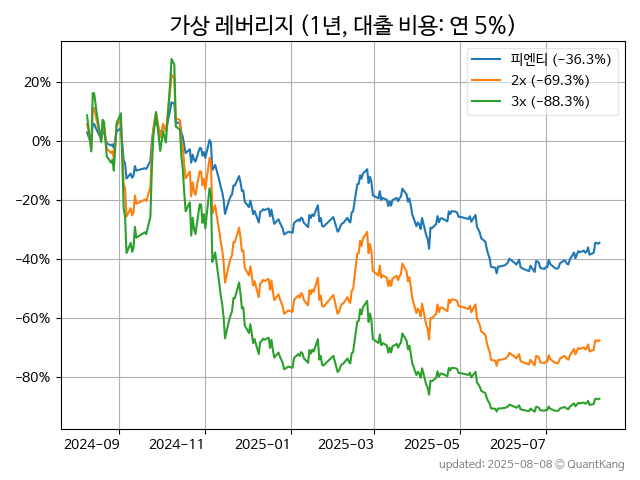 가상 레버리지 (1년, 대출 비용: 연 5%)
피엔티 (−36.3%)
2x (−69.3%)
3x (−88.3%)
20%
0%
−20%
−40%
−60%
−80%
2024-09
2024-11
2025-01
2025-03
2025-05
2025-07
updated: 2025-08-08 © QuantKang